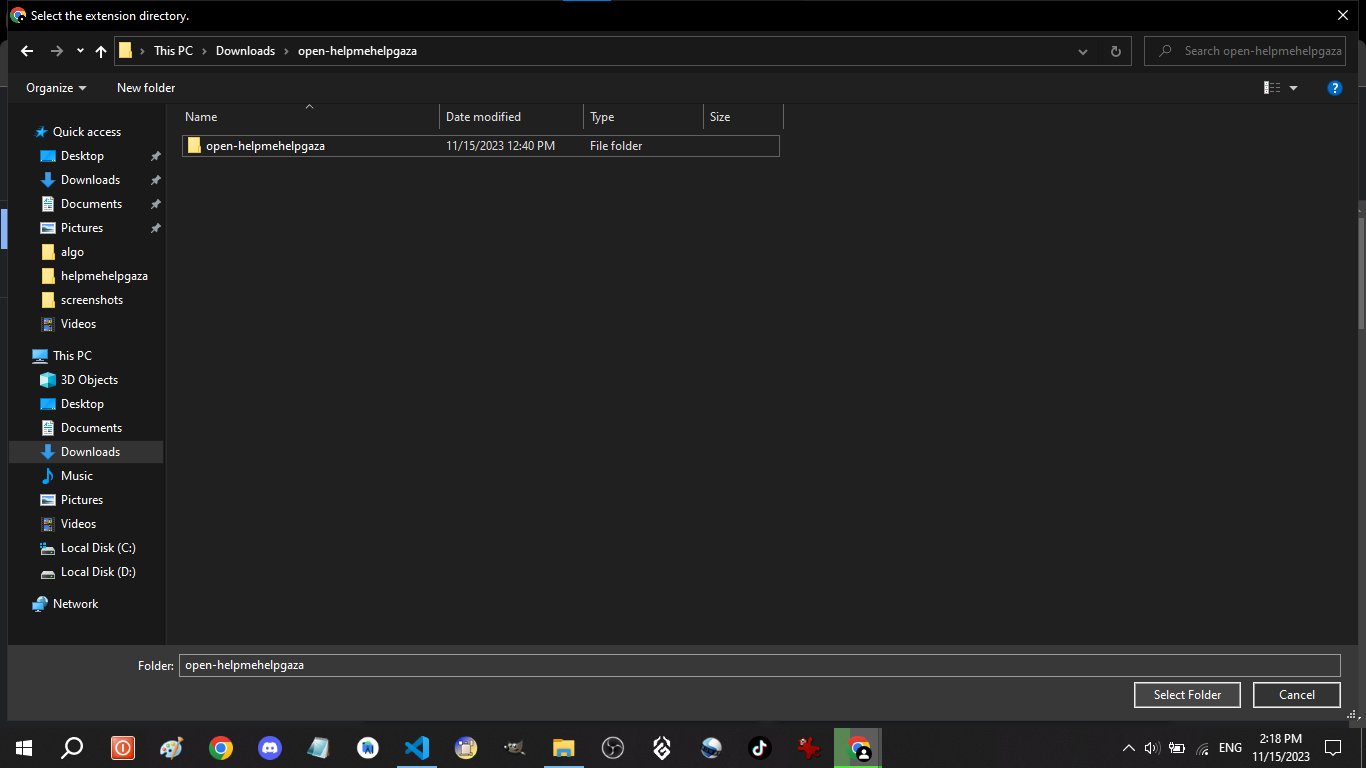 Select the extension directory.
This PC > Downloads > open-helpmehelpgaza
Search open-helpmehelpgaza
Organize
New folder
Name
Date modified
Type
Size
open-helpmehelpgaza
11/15/2023 12:40 PM
File folder
Quick access
Desktop
Downloads
Documents
Pictures
algo
helpmehelpgaza
screenshots
Videos
This PC
3D Objects
Desktop
Documents
Downloads
Music
Pictures
Videos
Local Disk (C:)
Local Disk (D:)
Network
Folder: open-helpmehelpgaza
Select Folder
Cancel
ENG
2:18 PM
11/15/2023